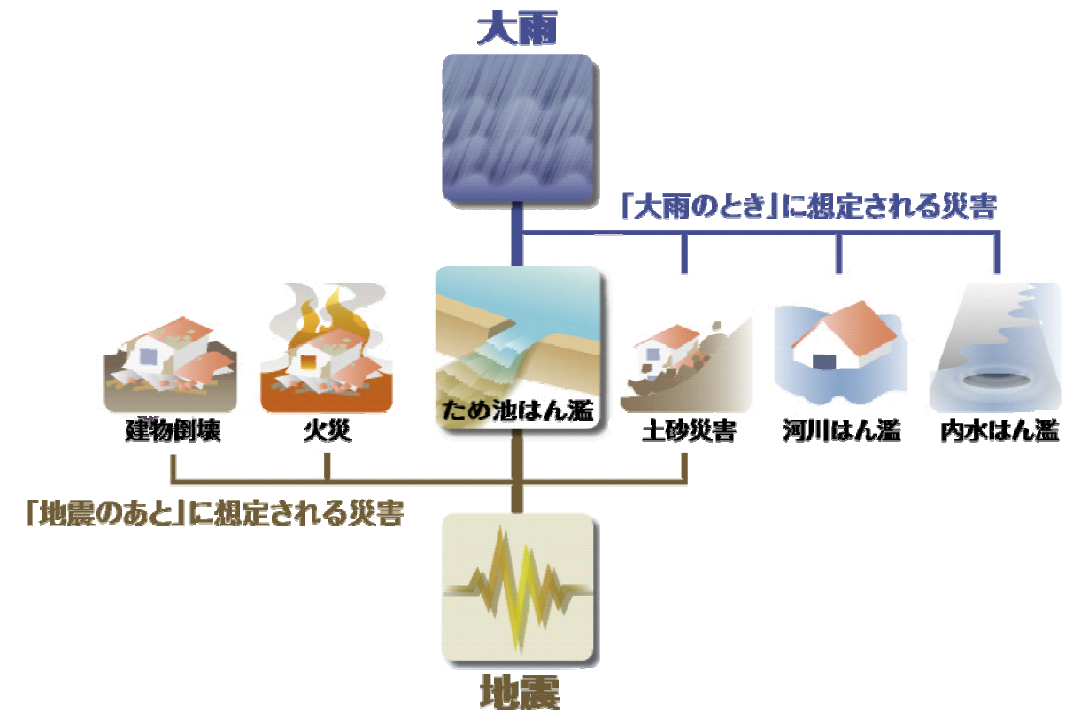 大雨
「大雨のとき」に想定される災害
建物倒壊
火災
ため池はん濫
土砂災害
河川はん濫
内水はん濫
「地震のあと」に想定される災害
地震